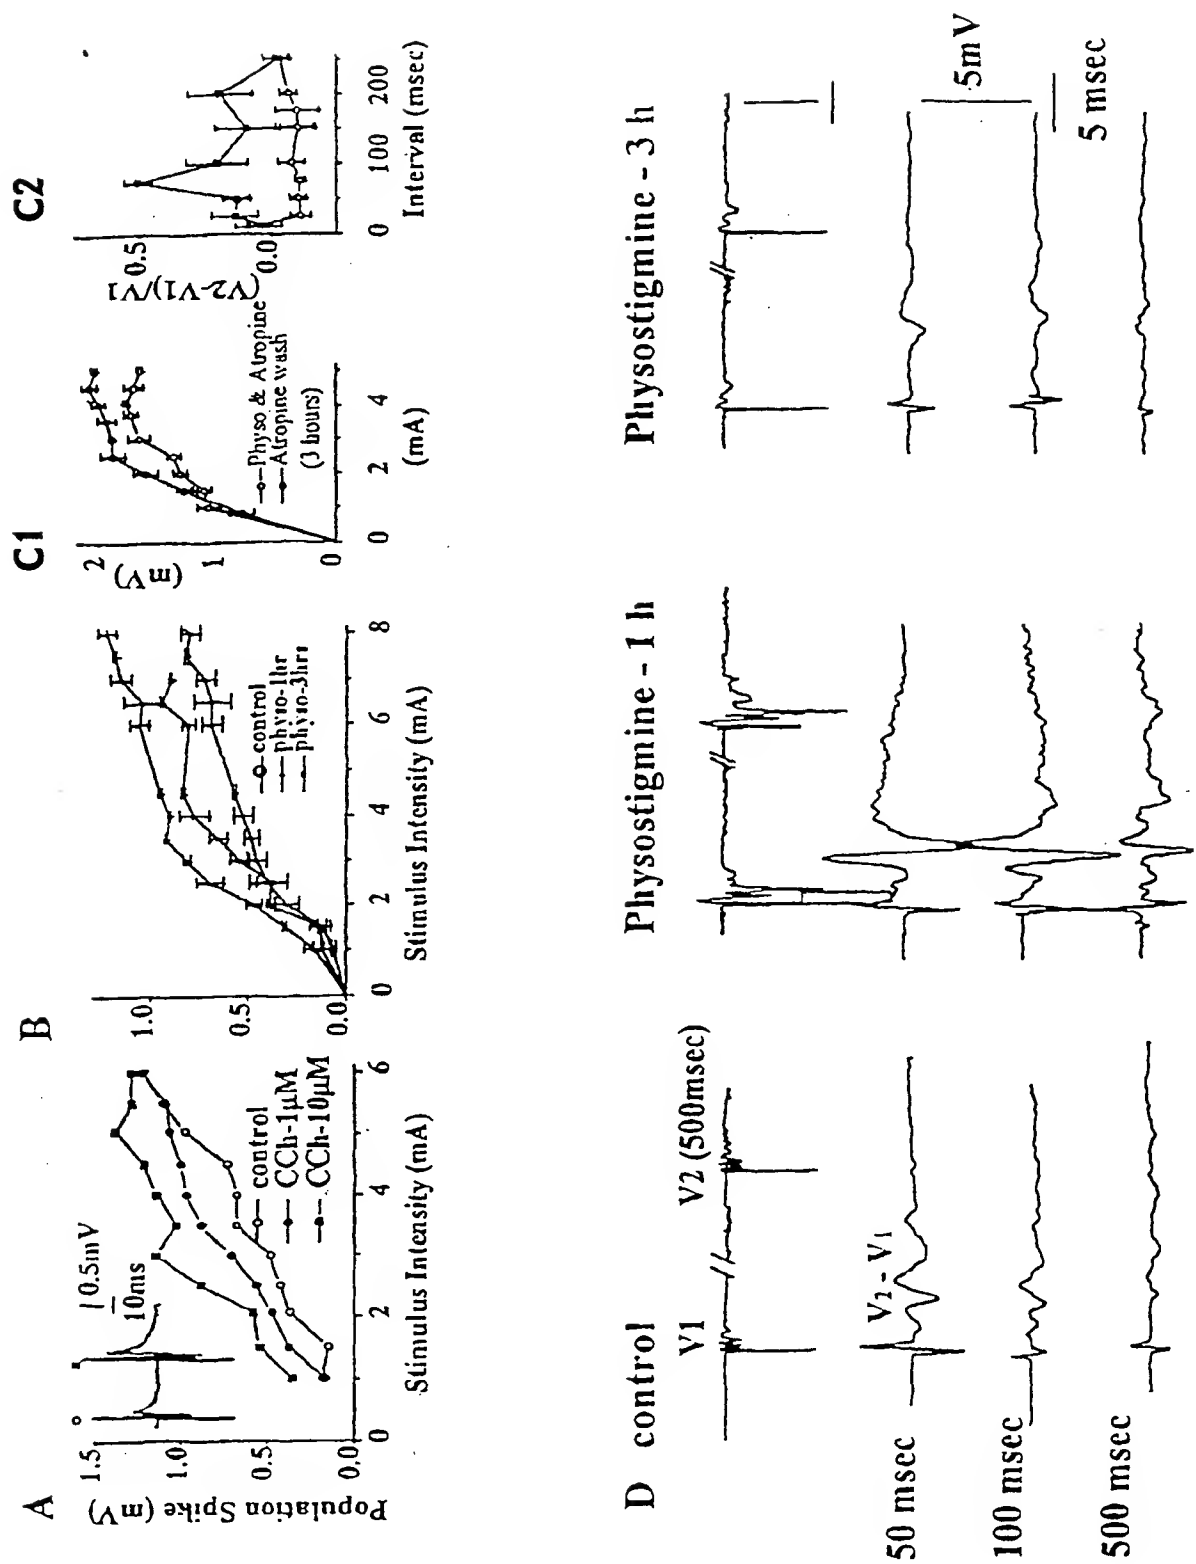 A
Population Spike (mV)
1.5
1.0
0.5
0.0
0.5mV
10ms
control
CCh-1µM
CCh-10µM
0 2 4 6
Stimulus Intensity (mA)
B
1.0
0.5
0.0
control
physo-1hr
physo-3hrs
0 2 4 6 8
Stimulus Intensity (mA)
C1
2
(mV)
1
0
Physo & Atropine
Atropine wash
(3 hours)
0 2 4
(mA)
C2
(V2-V1)/V1
0.5
0.0
0 100 200
Interval (msec)
D control
V1 V2 (500msec)
V2 - V1
50 msec
100 msec
500 msec
Physostigmine - 1 h
Physostigmine - 3 h
5mV
5 msec